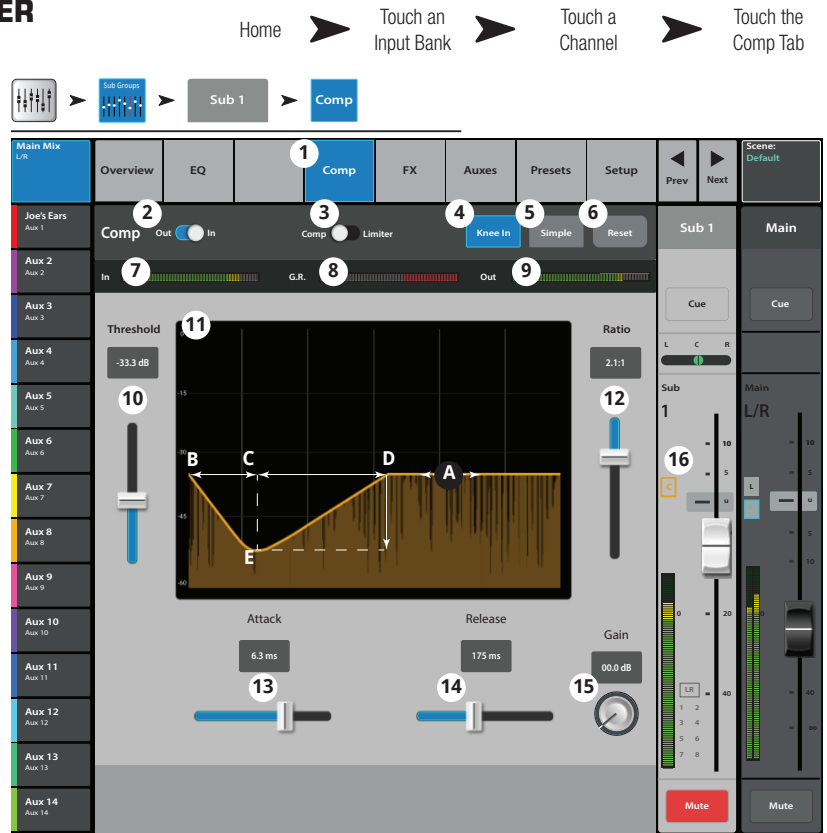 ER
Home
Touch an
Input Bank
Touch a
Channel
Touch the
Comp Tab
Sub Groups
Sub 1
Comp
Main Mix
L/R
Overview
EQ
1
Comp
FX
Auxes
Presets
Setup
Prev
Next
Scene:
Default
Joe's Ears
Aux 1
Aux 2
Aux 2
Aux 3
Aux 3
Aux 4
Aux 4
Aux 5
Aux 5
Aux 6
Aux 6
Aux 7
Aux 7
Aux 8
Aux 8
Aux 9
Aux 9
Aux 10
Aux 10
Aux 11
Aux 11
Aux 12
Aux 12
Aux 13
Aux 13
Aux 14
Aux 14
2
3
4
5
6
Comp
Out
In
Comp
Limiter
Knee In
Simple
Reset
In
7
G.R.
8
Out
9
Threshold
-33.3 dB
10
11
0
-15
-30
-45
-60
B
C
D
A
E
Ratio
2.1:1
12
Attack
6.3 ms
13
Release
175 ms
14
Gain
00.0 dB
15
Sub 1
Cue
L C R
Sub
1
16
C
10
5
u
5
10
0
20
LR
40
1 2
3 4
5 6
7 8
Mute
Main
Cue
Main
L/R
L
10
5
u
5
10
0
20
40
∞
Mute